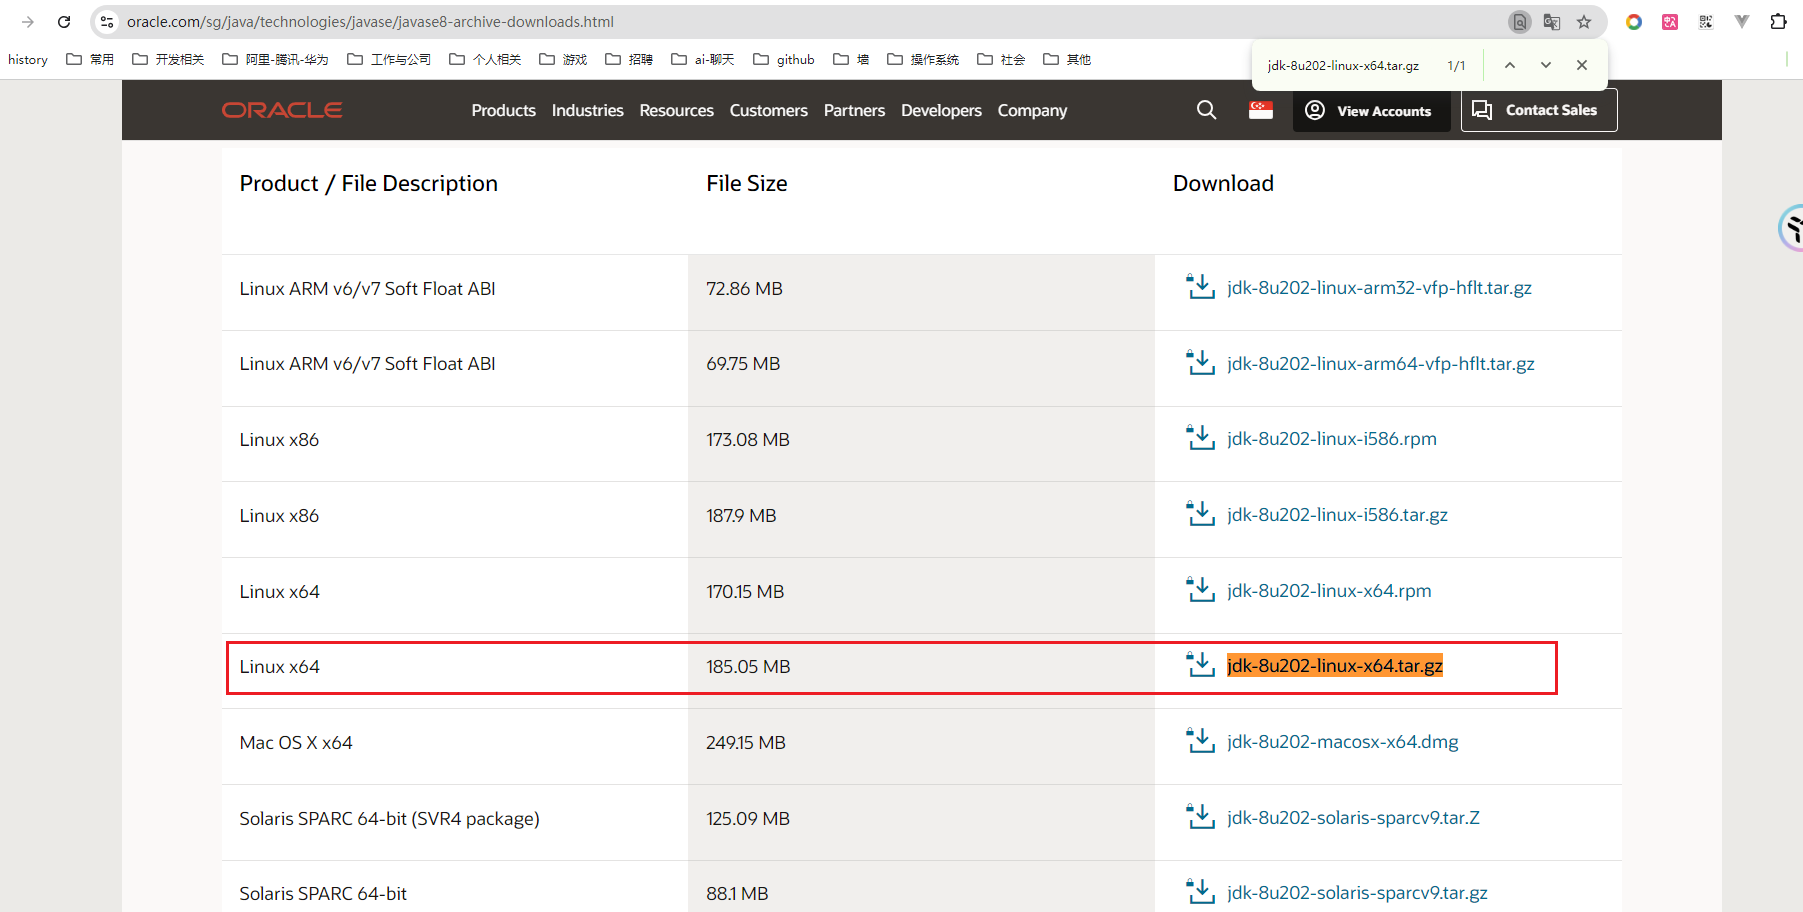 oracle.com/sg/java/technologies/javase/javase8-archive-downloads.html
history 常用 开发相关 阿里-腾讯-华为 工作与公司 个人相关 游戏 招聘 ai-聊天 github 墙 操作系统 社会 其他
jdk-8u202-linux-x64.tar.gz 1/1
ORACLE Products Industries Resources Customers Partners Developers Company View Accounts Contact Sales
Product / File Description File Size Download
Linux ARM v6/v7 Soft Float ABI 72.86 MB jdk-8u202-linux-arm32-vfp-hflt.tar.gz
Linux ARM v6/v7 Soft Float ABI 69.75 MB jdk-8u202-linux-arm64-vfp-hflt.tar.gz
Linux x86 173.08 MB jdk-8u202-linux-i586.rpm
Linux x86 187.9 MB jdk-8u202-linux-i586.tar.gz
Linux x64 170.15 MB jdk-8u202-linux-x64.rpm
Linux x64 185.05 MB jdk-8u202-linux-x64.tar.gz
Mac OS X x64 249.15 MB jdk-8u202-macosx-x64.dmg
Solaris SPARC 64-bit (SVR4 package) 125.09 MB jdk-8u202-solaris-sparcv9.tar.Z
Solaris SPARC 64-bit 88.1 MB jdk-8u202-solaris-sparcv9.tar.gz